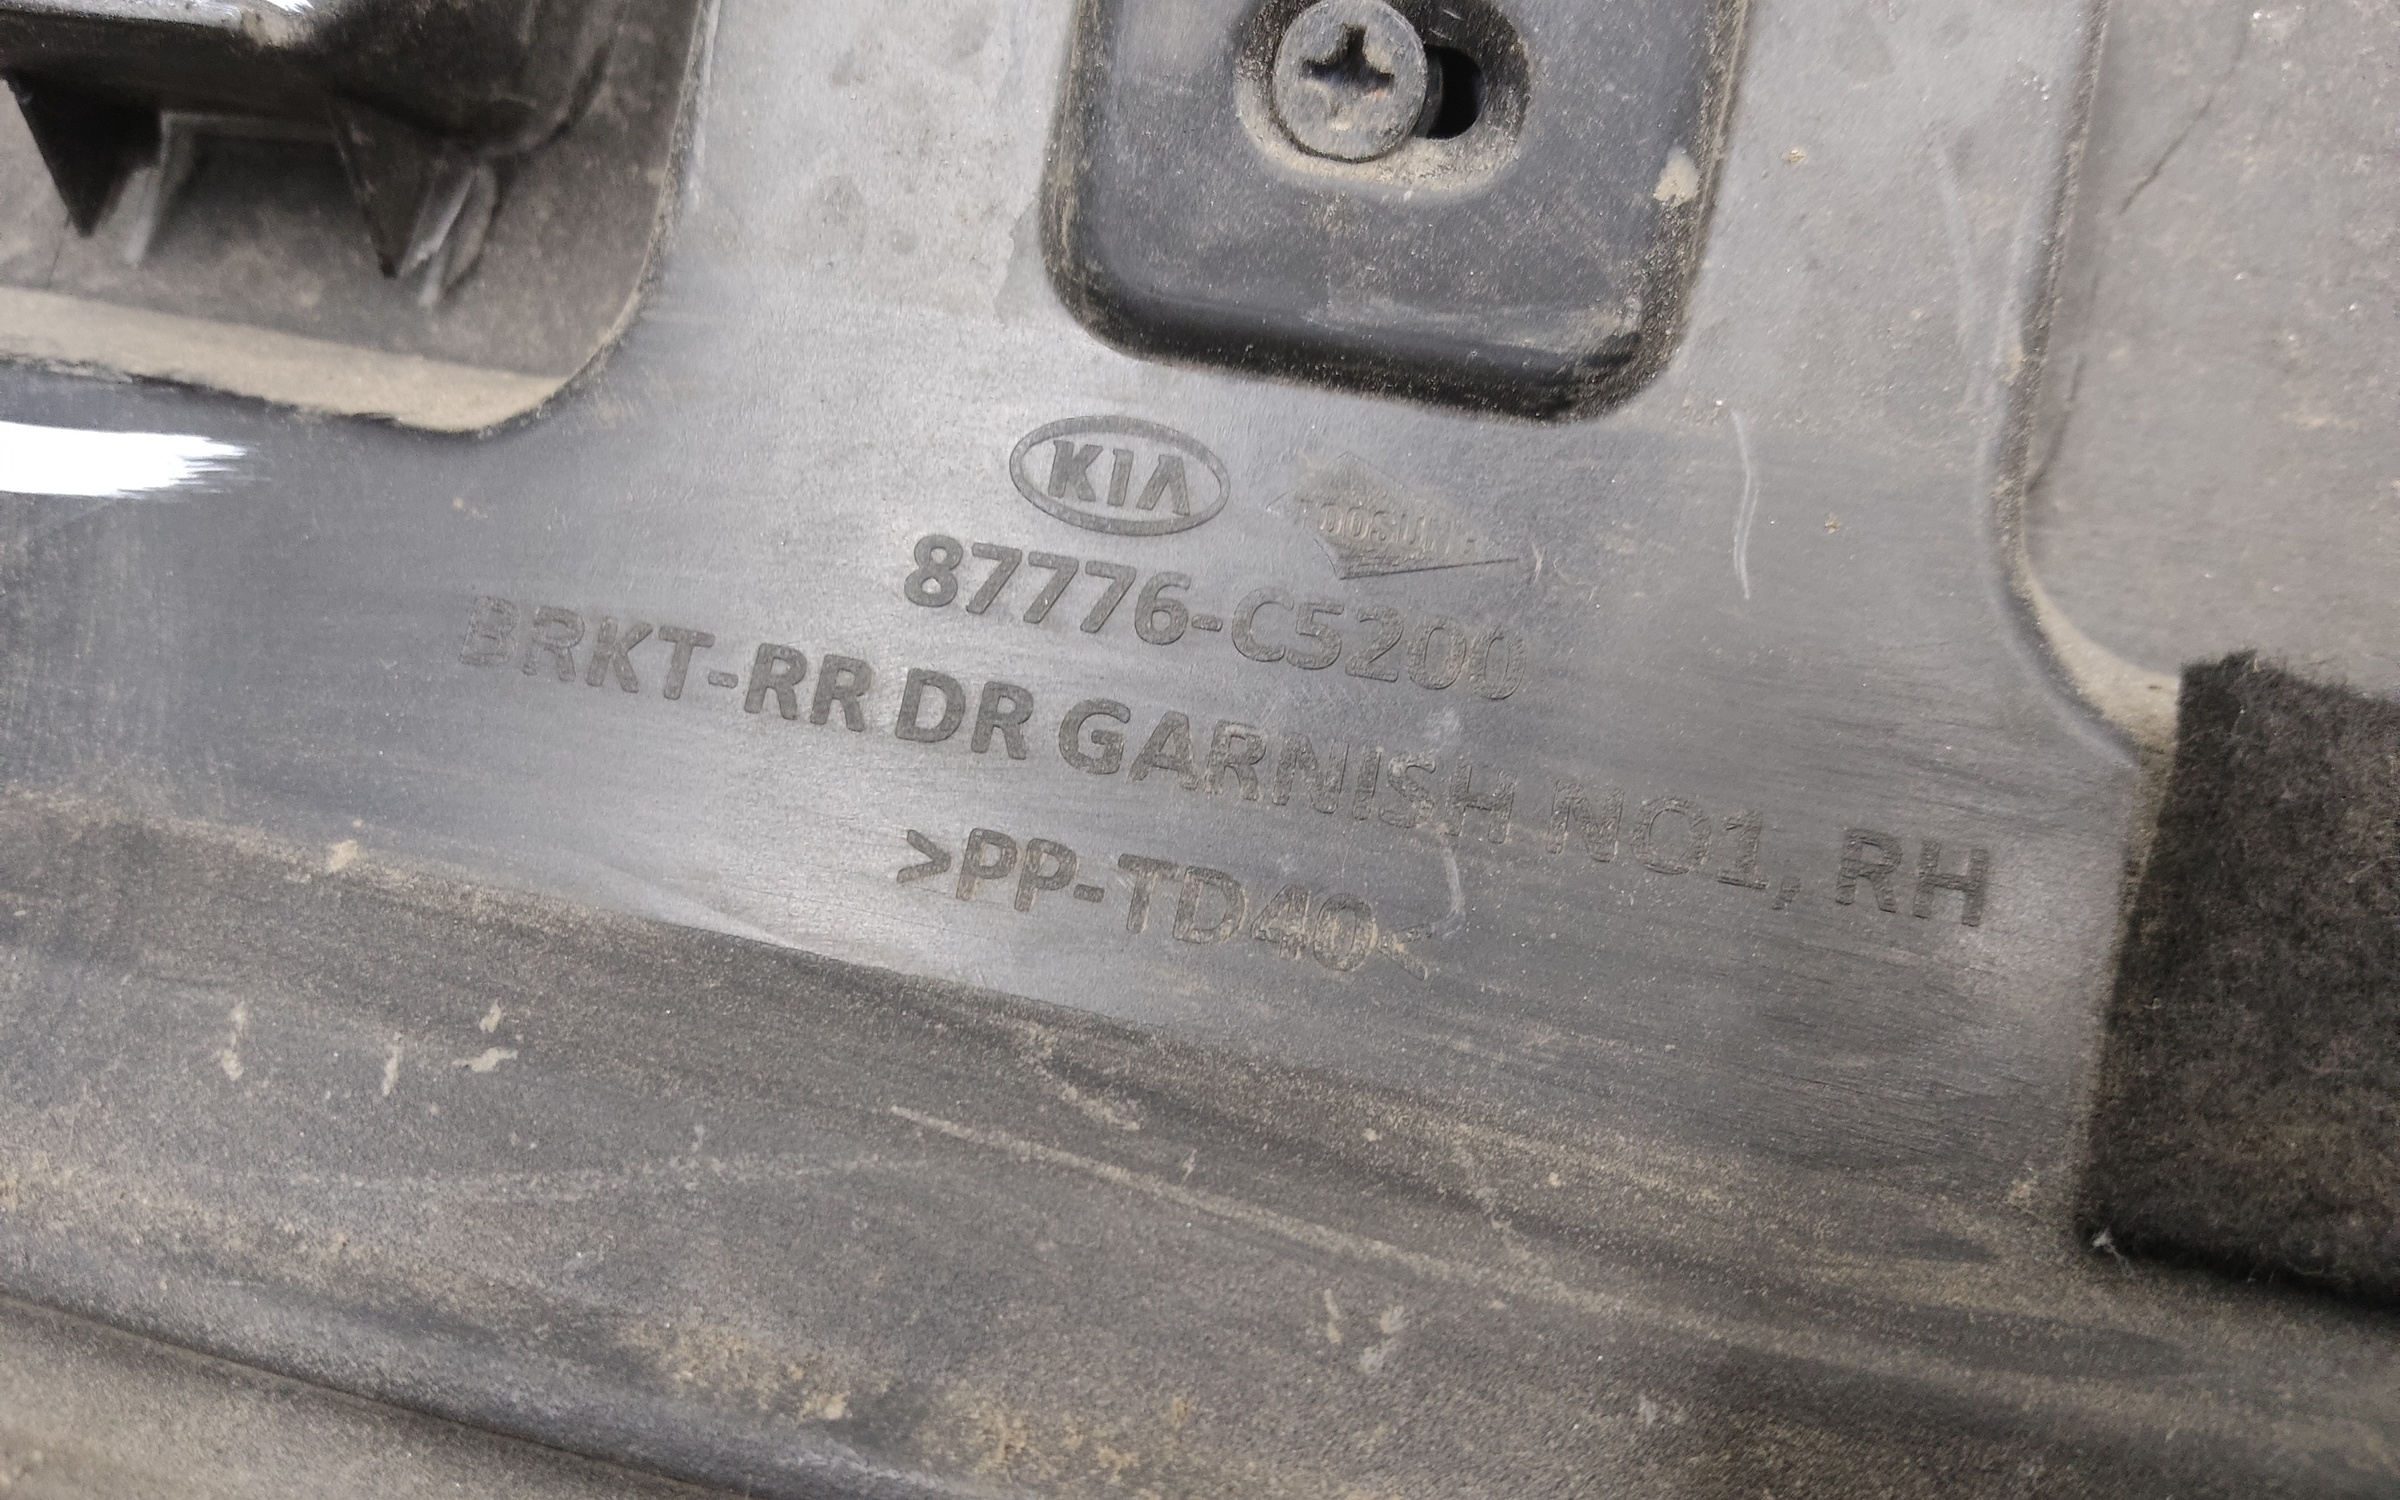 KIA
87776-C5200
BRKT-RR DR GARNISH NO1, RH
>PP-TD40<